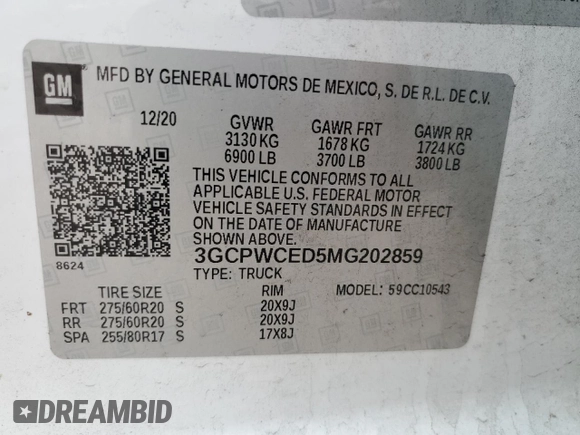 GM
MFD BY GENERAL MOTORS DE MEXICO, S. DE R.L. DE C.V.
12/20 GVWR GAWR FRT GAWR RR
3130 KG 1678 KG 1724 KG
6900 LB 3700 LB 3800 LB
THIS VEHICLE CONFORMS TO ALL
APPLICABLE U.S. FEDERAL MOTOR
VEHICLE SAFETY STANDARDS IN EFFECT
ON THE DATE OF MANUFACTURE
SHOWN ABOVE.
8624
3GCPWCED5MG202859
TYPE: TRUCK
TIRE SIZE RIM MODEL: 59CC10543
FRT 275/60R20 S 20X9J
RR 275/60R20 S 20X9J
SPA 255/80R17 S 17X8J
DREAMBID